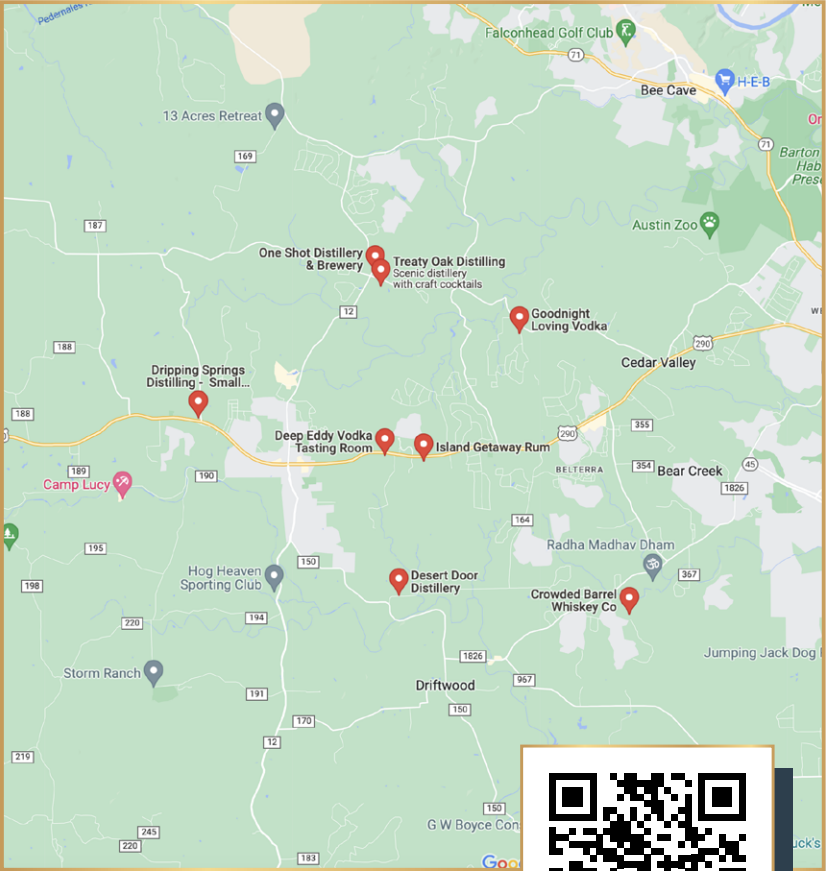 Pedernales R
Falconhead Golf Club
71
H-E-B
Bee Cave
13 Acres Retreat
169
71
Barton
Hab
Pres
187
Austin Zoo
One Shot Distillery
& Brewery
Treaty Oak Distilling
Scenic distillery
with craft cocktails
12
Goodnight
Loving Vodka
290
188
Cedar Valley
Dripping Springs
Distilling - Small...
188
355
Deep Eddy Vodka
Tasting Room
Island Getaway Rum
290
189
190
BELTERRA
354
Bear Creek
45
Camp Lucy
1826
164
195
Radha Madhav Dham
150
Hog Heaven
Sporting Club
367
198
Desert Door
Distillery
Crowded Barrel
Whiskey Co
194
220
1826
Jumping Jack Dog
Storm Ranch
967
Driftwood
191
150
170
12
219
150
G W Boyce Con
245
220
183
Goo
uck's